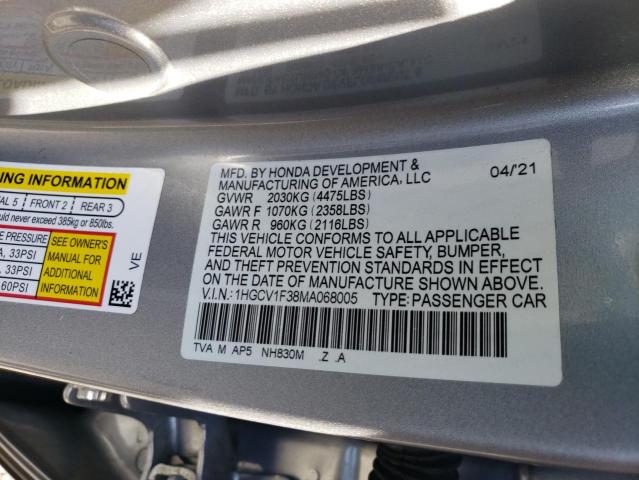 ING INFORMATION
AL 5 FRONT 2 REAR 3
ould never exceed 385kg or 850lbs.
E PRESSURE
A, 33PSI
, 33PSI
60PSI
SEE OWNER'S
MANUAL FOR
ADDITIONAL
INFORMATION
VE
MFD. BY HONDA DEVELOPMENT & 04/'21
MANUFACTURING OF AMERICA, LLC
GVWR 2030KG(4475LBS)
GAWR F 1070KG(2358LBS)
GAWR R 960KG(2116LBS)
THIS VEHICLE CONFORMS TO ALL APPLICABLE
FEDERAL MOTOR VEHICLE SAFETY, BUMPER,
AND THEFT PREVENTION STANDARDS IN EFFECT
ON THE DATE OF MANUFACTURE SHOWN ABOVE.
V.I.N.: 1HGCV1F38MA068005 TYPE: PASSENGER CAR
TVA M AP5 NH830M .Z .A